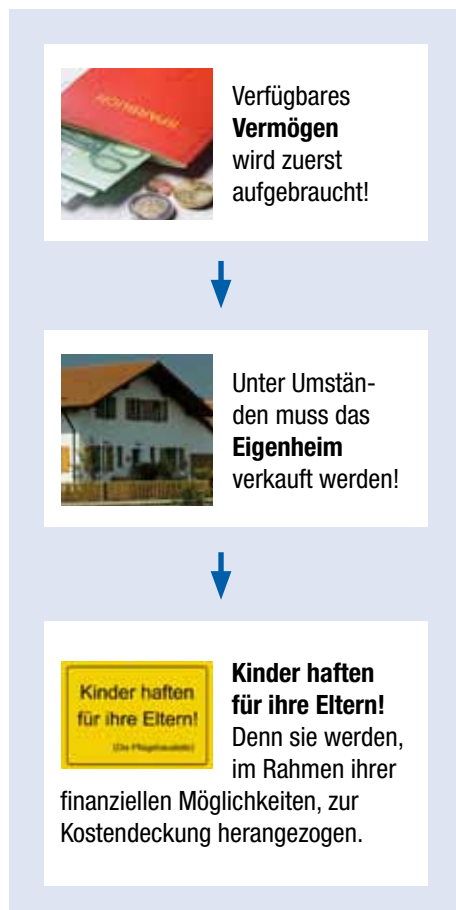 SPARBUCH
Verfügbares
Vermögen
wird zuerst
aufgebraucht!
Unter Umstän-
den muss das
Eigenheim
verkauft werden!
Kinder haften
für ihre Eltern!
Kinder haften
für ihre Eltern!
Denn sie werden,
im Rahmen ihrer
finanziellen Möglichkeiten, zur
Kostendeckung herangezogen.